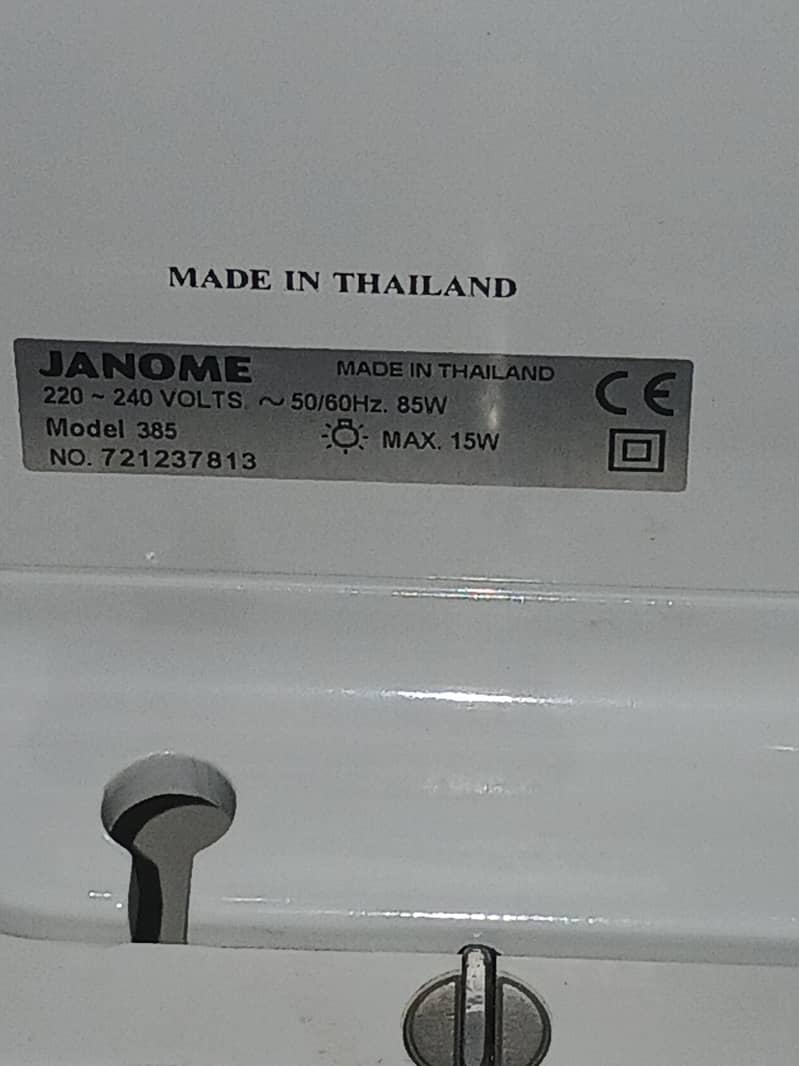 MADE IN THAILAND
JANOME MADE IN THAILAND
220 ~ 240 VOLTS. ~ 50/60Hz. 85W
Model 385 MAX. 15W
NO. 721237813
CE